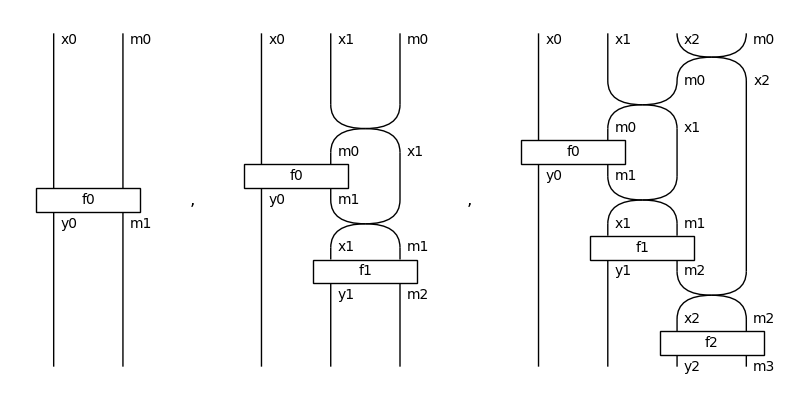 x0 m0
f0
y0 m1
,
x0 x1 m0
m0 x1
f0
y0 m1
x1 m1
f1
y1 m2
,
x0 x1 x2 m0
m0 x2
m0 x1
f0
y0 m1
x1 m1
f1
y1 m2
x2 m2
f2
y2 m3